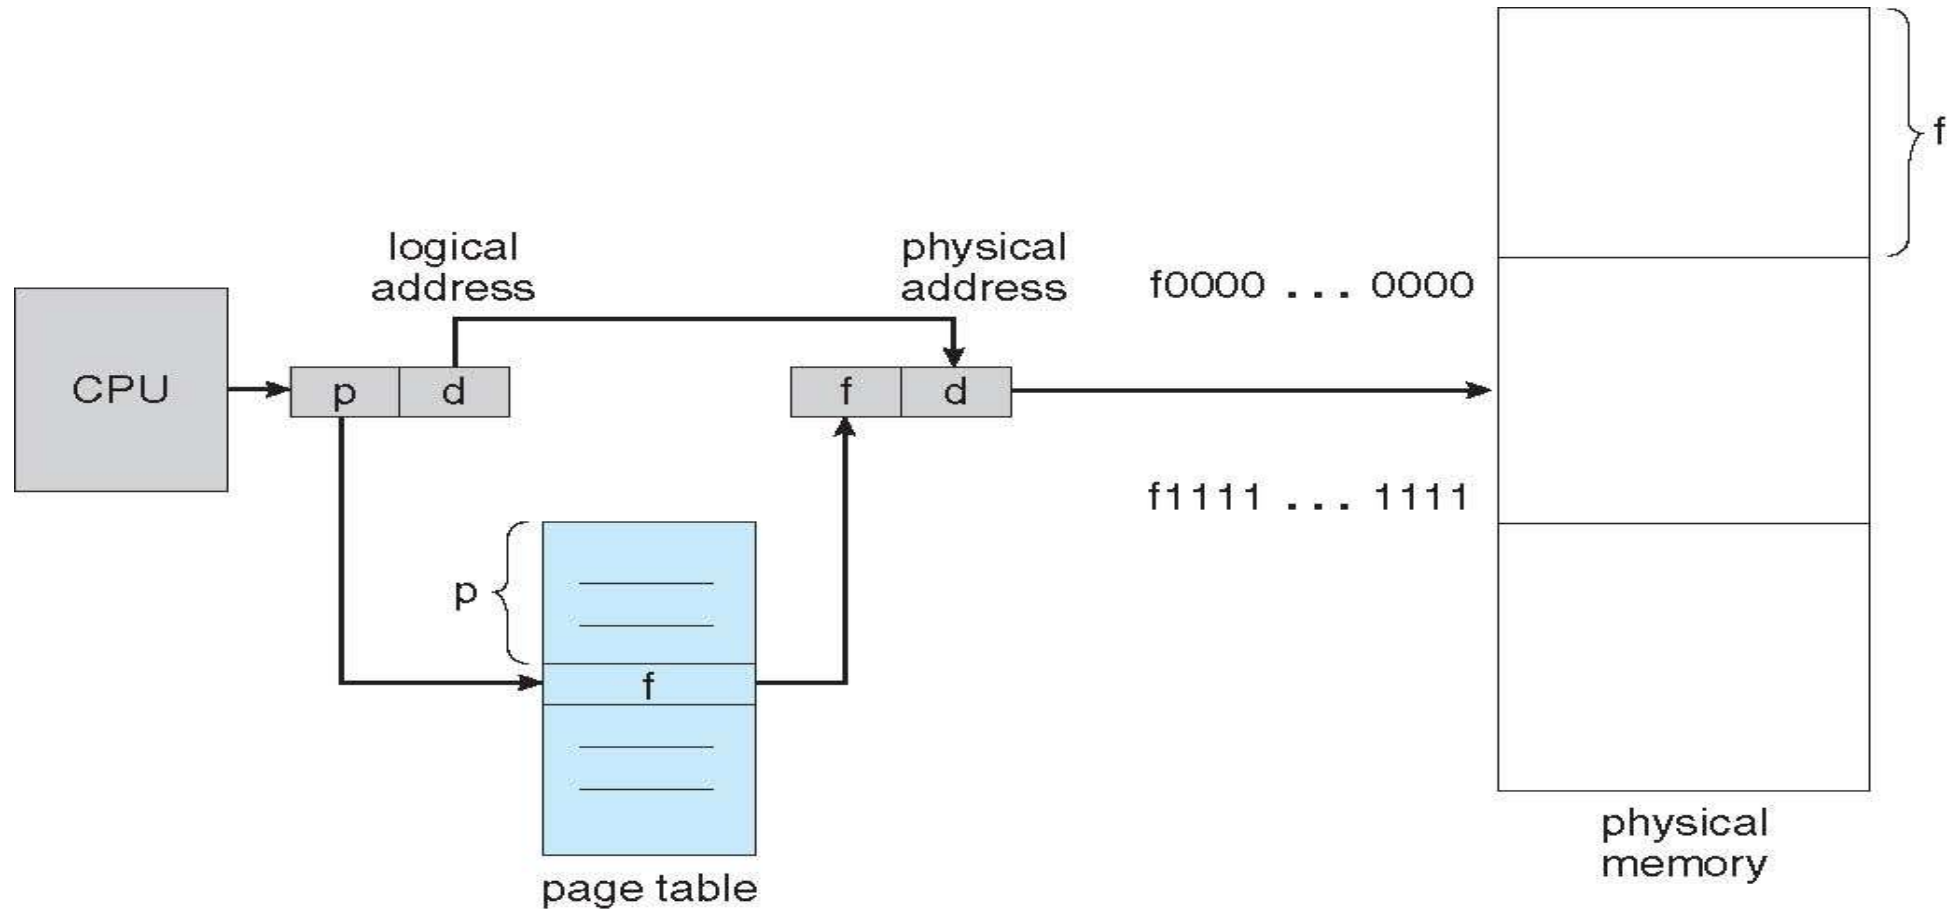 f
logical
address
physical
address
f0000 ... 0000
CPU
p
d
f
d
f1111 ... 1111
p
f
physical
memory
page table